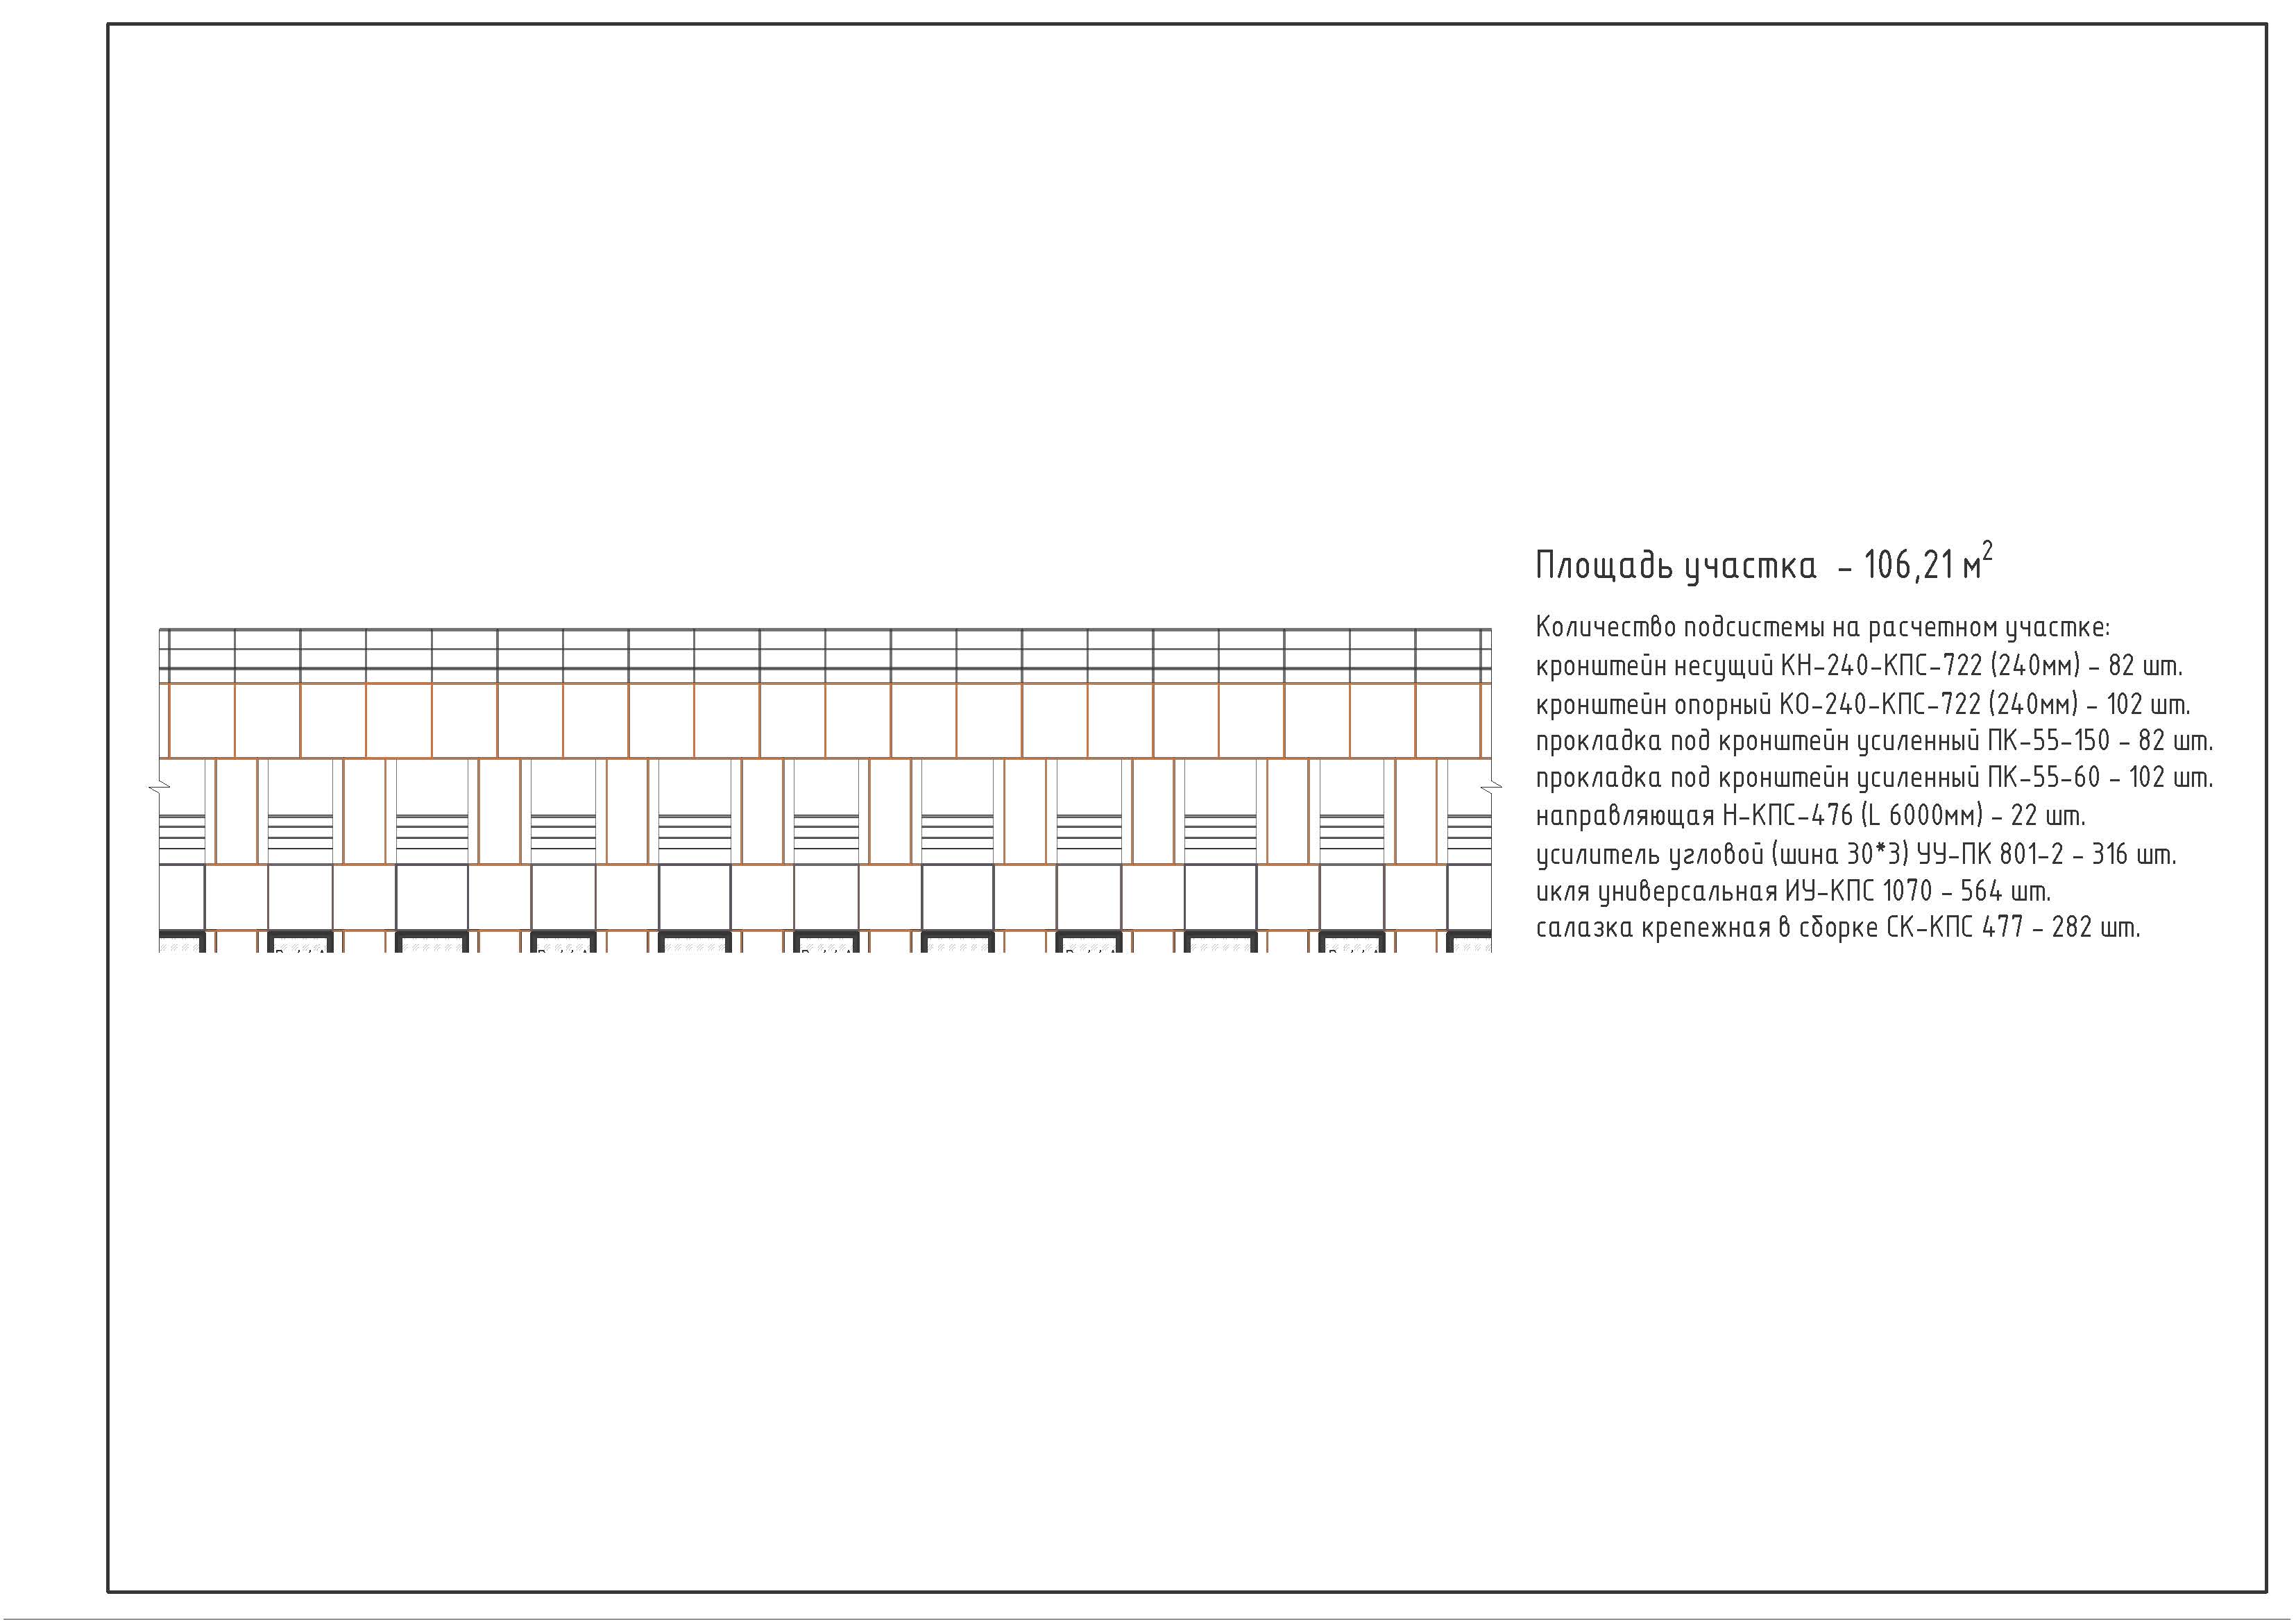 Площадь участка - 106,21 м²
Количество подсистемы на расчетном участке:
кронштейн несущий КН-240-КПС-722 (240мм) - 82 шт.
кронштейн опорный КО-240-КПС-722 (240мм) - 102 шт.
прокладка под кронштейн усиленный ПК-55-150 - 82 шт.
прокладка под кронштейн усиленный ПК-55-60 - 102 шт.
направляющая Н-КПС-476 (L 6000мм) - 22 шт.
усилитель угловой (шина 30*3) УУ-ПК 801-2 - 316 шт.
икля универсальная ИУ-КПС 1070 - 564 шт.
салазка крепежная в сборке СК-КПС 477 - 282 шт.